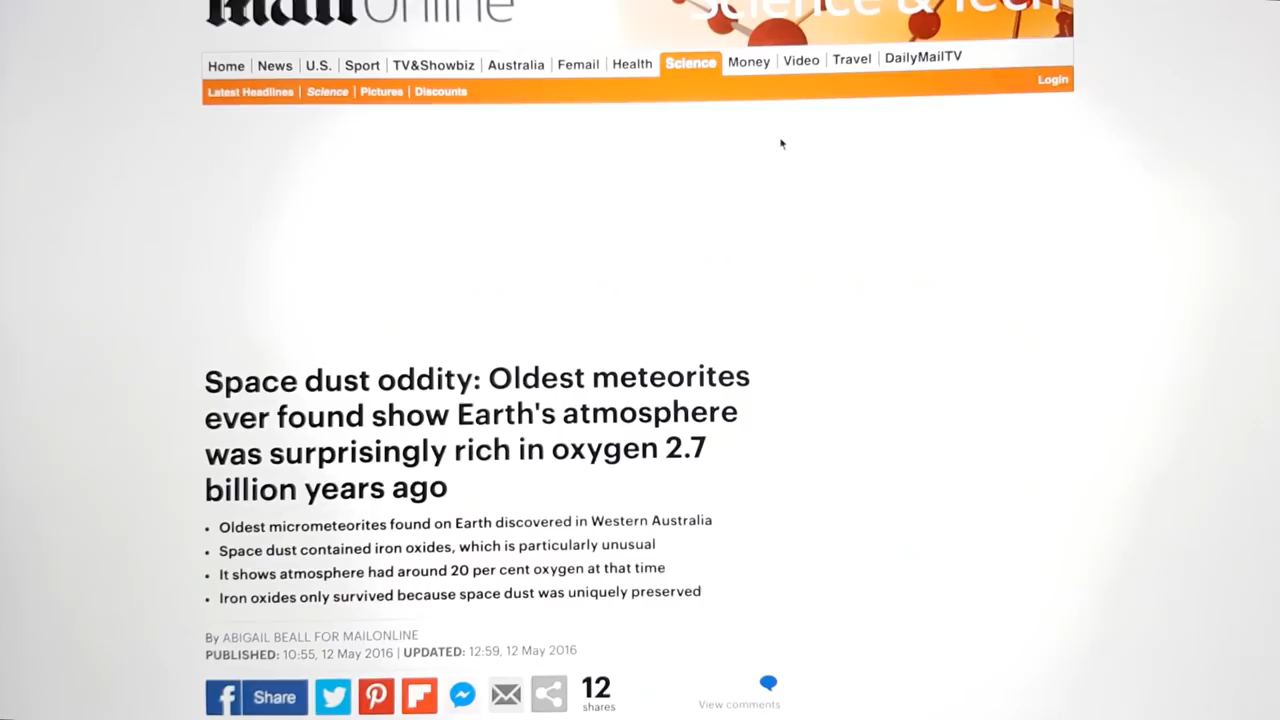 Mail Online
Science & Tech
Home News U.S. Sport TV&Showbiz Australia Femail Health Science Money Video Travel DailyMailTV
Latest Headlines Science Pictures Discounts Login
Space dust oddity: Oldest meteorites
ever found show Earth's atmosphere
was surprisingly rich in oxygen 2.7
billion years ago
• Oldest micrometeorites found on Earth discovered in Western Australia
• Space dust contained iron oxides, which is particularly unusual
• It shows atmosphere had around 20 per cent oxygen at that time
• Iron oxides only survived because space dust was uniquely preserved
By ABIGAIL BEALL FOR MAILONLINE
PUBLISHED: 10:55, 12 May 2016 | UPDATED: 12:59, 12 May 2016
f Share 12
shares
View comments